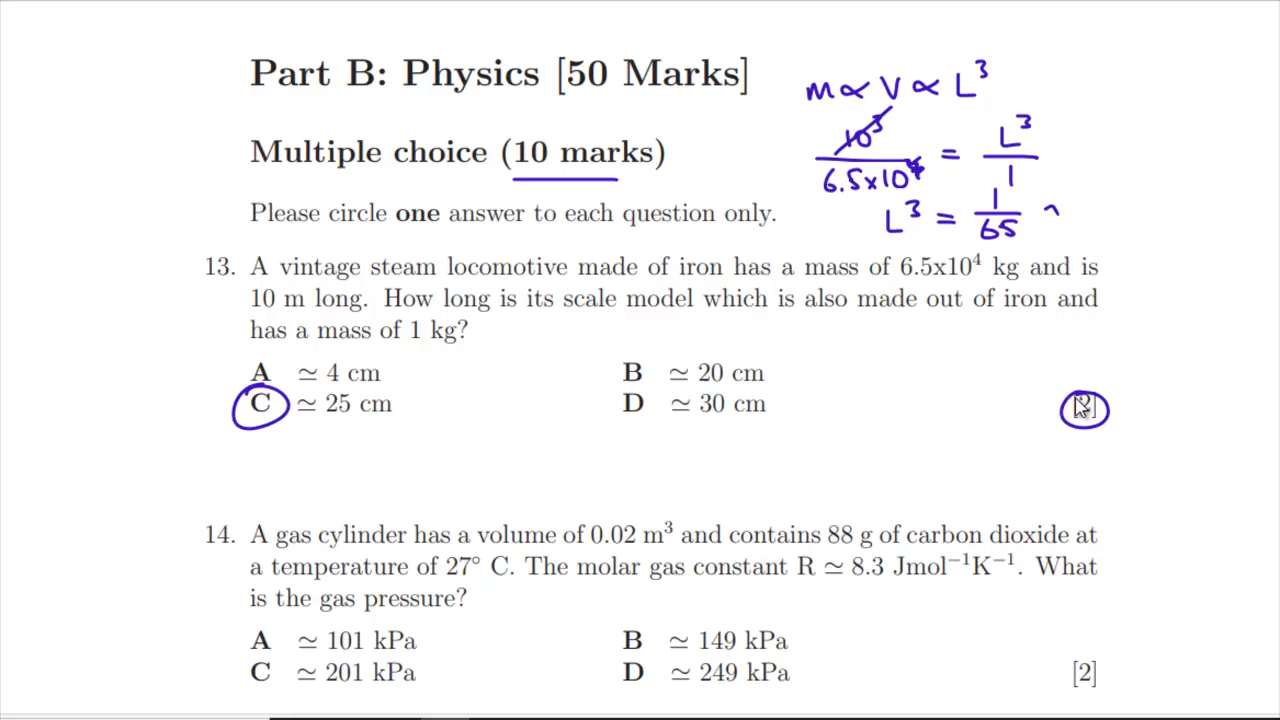 Part B: Physics [50 Marks]
m ∝ V ∝ L³
10³/6.5x10⁴ = L³/1
Multiple choice (10 marks)
L³ = 1/65
Please circle one answer to each question only.
13. A vintage steam locomotive made of iron has a mass of 6.5x10⁴ kg and is
10 m long. How long is its scale model which is also made out of iron and
has a mass of 1 kg?
A ≃ 4 cm B ≃ 20 cm
C ≃ 25 cm D ≃ 30 cm [2]
14. A gas cylinder has a volume of 0.02 m³ and contains 88 g of carbon dioxide at
a temperature of 27° C. The molar gas constant R ≃ 8.3 Jmol⁻¹K⁻¹. What
is the gas pressure?
A ≃ 101 kPa B ≃ 149 kPa
C ≃ 201 kPa D ≃ 249 kPa [2]